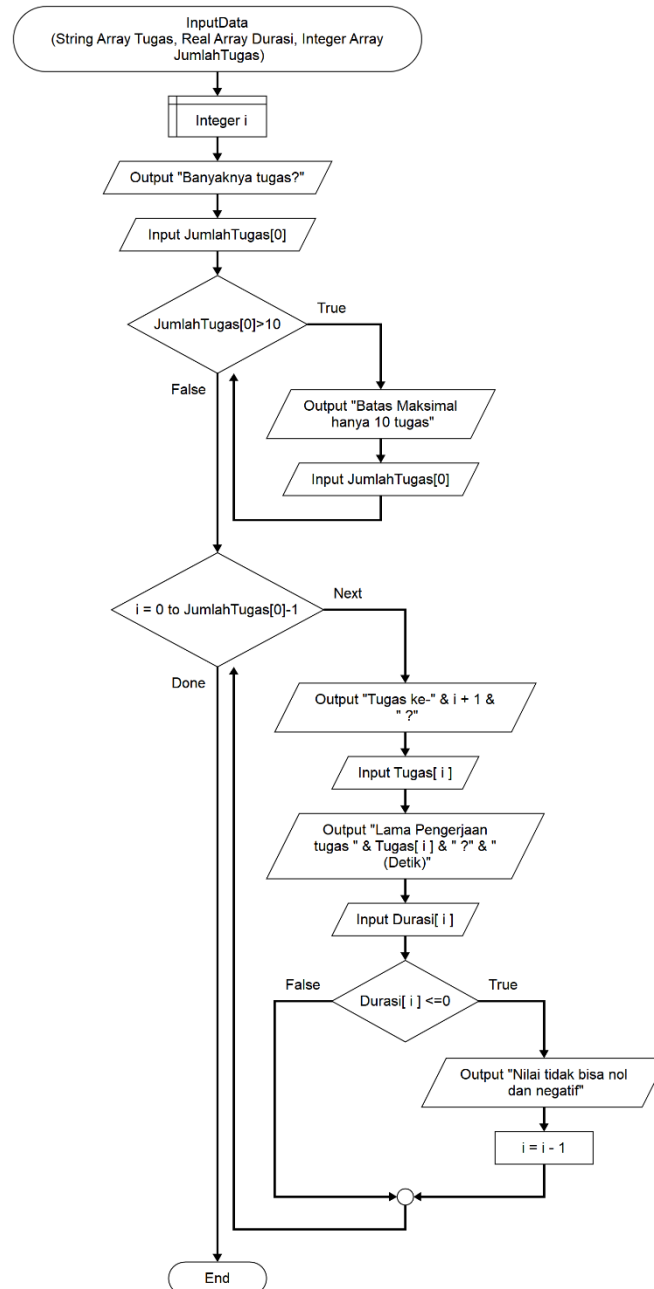 InputData
(String Array Tugas, Real Array Durasi, Integer Array
JumlahTugas)
Integer i
Output "Banyaknya tugas?"
Input JumlahTugas[0]
JumlahTugas[0]>10
True
False
Output "Batas Maksimal
hanya 10 tugas"
Input JumlahTugas[0]
i = 0 to JumlahTugas[0]-1
Next
Done
Output "Tugas ke-" & i + 1 &
" ?"
Input Tugas[ i ]
Output "Lama Pengerjaan
tugas " & Tugas[ i ] & " ?" & "
(Detik)"
Input Durasi[ i ]
Durasi[ i ] <=0
False
True
Output "Nilai tidak bisa nol
dan negatif"
i = i - 1
End